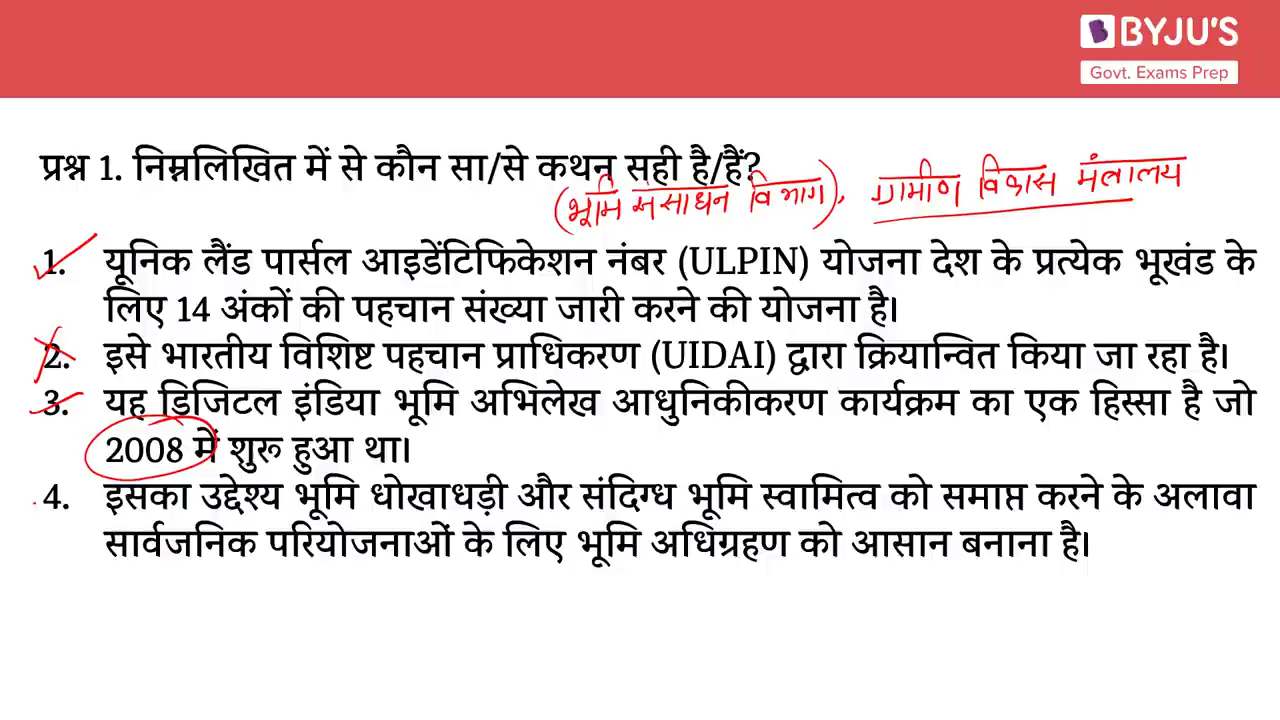 BYJU'S
Govt. Exams Prep
प्रश्न 1. निम्नलिखित में से कौन सा/से कथन सही है/हैं?
(भूमि संसाधन विभाग), ग्रामीण विकास मंत्रालय
1. यूनिक लैंड पार्सल आइडेंटिफिकेशन नंबर (ULPIN) योजना देश के प्रत्येक भूखंड के
लिए 14 अंकों की पहचान संख्या जारी करने की योजना है।
2. इसे भारतीय विशिष्ट पहचान प्राधिकरण (UIDAI) द्वारा क्रियान्वित किया जा रहा है।
3. यह डिजिटल इंडिया भूमि अभिलेख आधुनिकीकरण कार्यक्रम का एक हिस्सा है जो
2008 में शुरू हुआ था।
4. इसका उद्देश्य भूमि धोखाधड़ी और संदिग्ध भूमि स्वामित्व को समाप्त करने के अलावा
सार्वजनिक परियोजनाओं के लिए भूमि अधिग्रहण को आसान बनाना है।